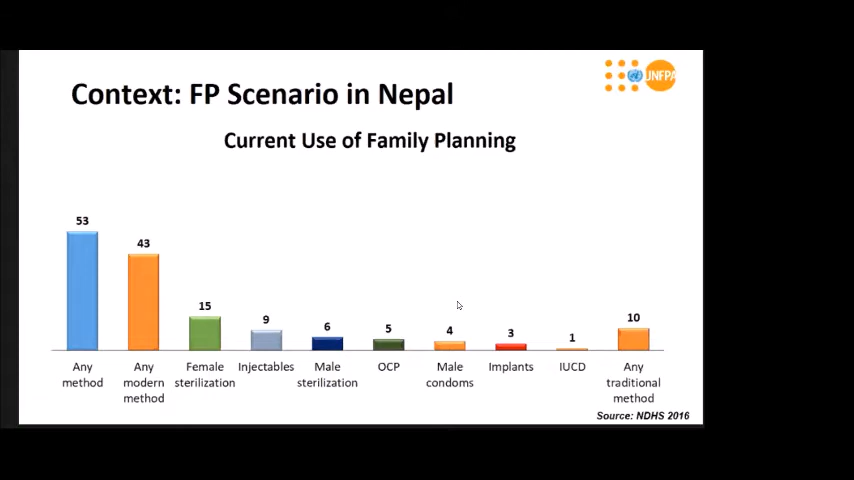 Context: FP Scenario in Nepal
UNFPA
Current Use of Family Planning
53
43
15
9
6
5
4
3
1
10
Any method
Any modern method
Female sterilization
Injectables
Male sterilization
OCP
Male condoms
Implants
IUCD
Any traditional method
Source: NDHS 2016